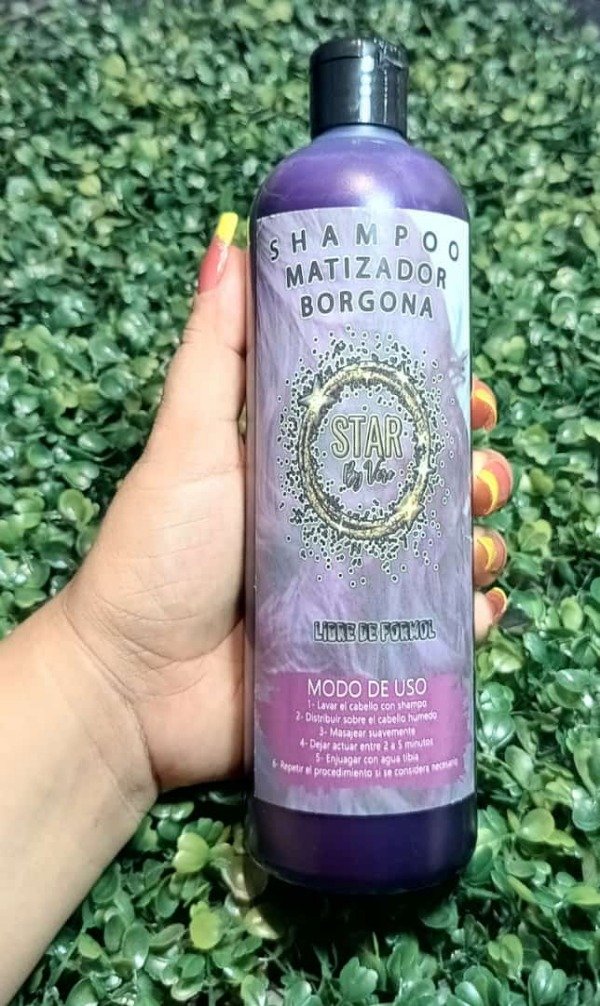 SHAMPOO
MATIZADOR
BORGONA
STAR
By Vero
LIBRE DE FORMOL
MODO DE USO
1- Lavar el cabello con shampo
2- Distribuir sobre el cabello humedo
3- Masajear suavemente
4- Dejar actuar entre 2 a 5 minutos
5- Enjuagar con agua tibia
6- Repetir el procedimiento si se considera necesario